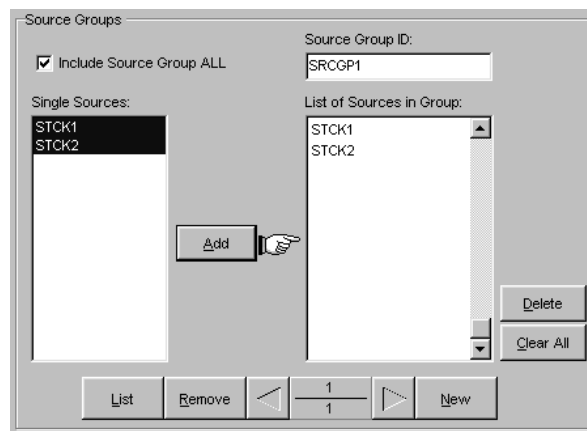 Source Groups
Include Source Group ALL
Source Group ID:
SRCGP1
Single Sources:
STCK1
STCK2
Add
List of Sources in Group:
STCK1
STCK2
Delete
Clear All
List
Remove
1
1
New